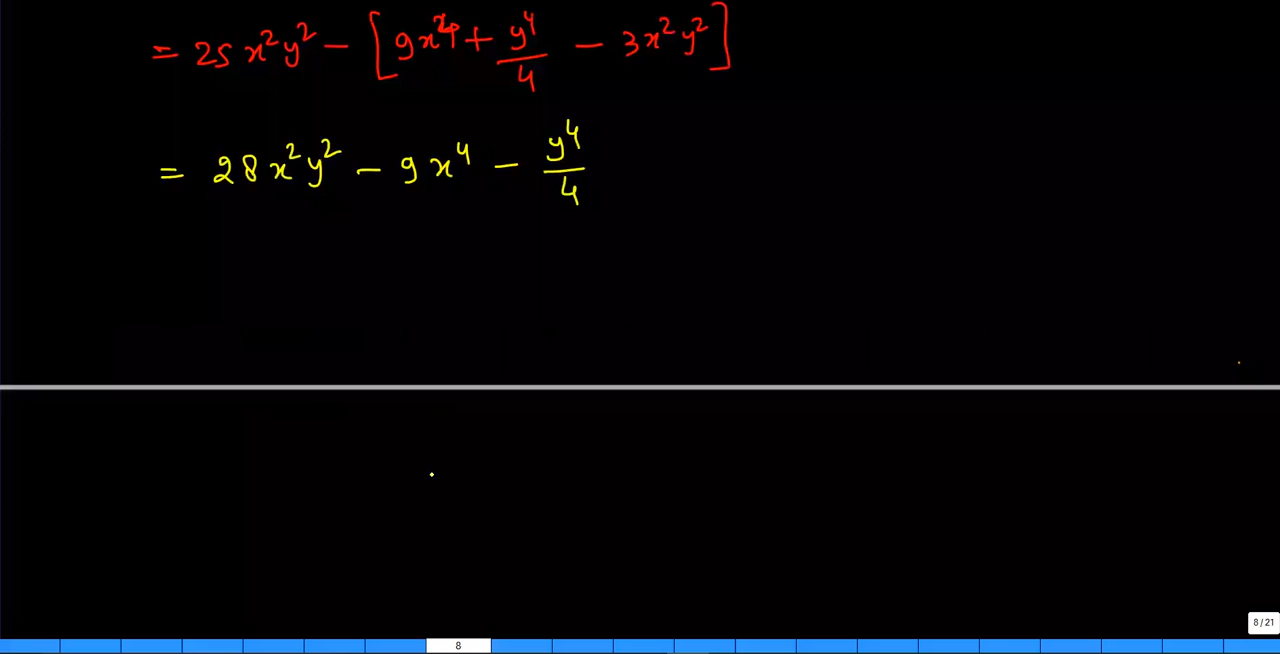 = 25x²y² − [9x⁴ + y⁴/4 − 3x²y²]
= 28x²y² − 9x⁴ − y⁴/4
8/21
8